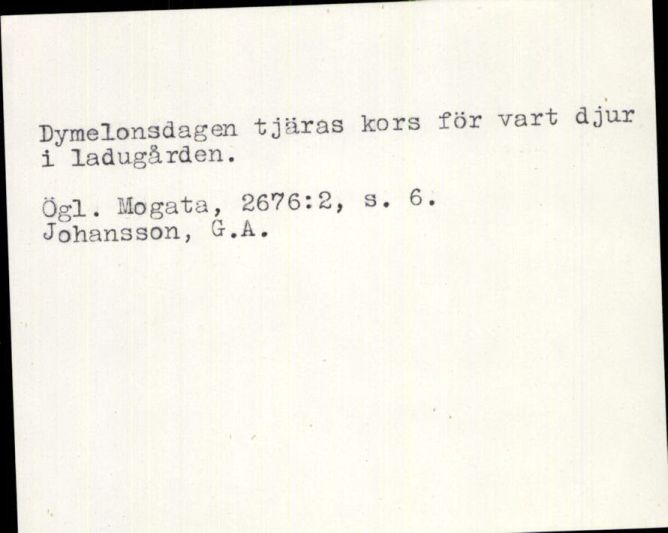 Dymelonsdagen tjäras kors för vart djur
i ladugården.
Ögl. Mogata, 2676:2, s. 6.
Johansson, G.A.